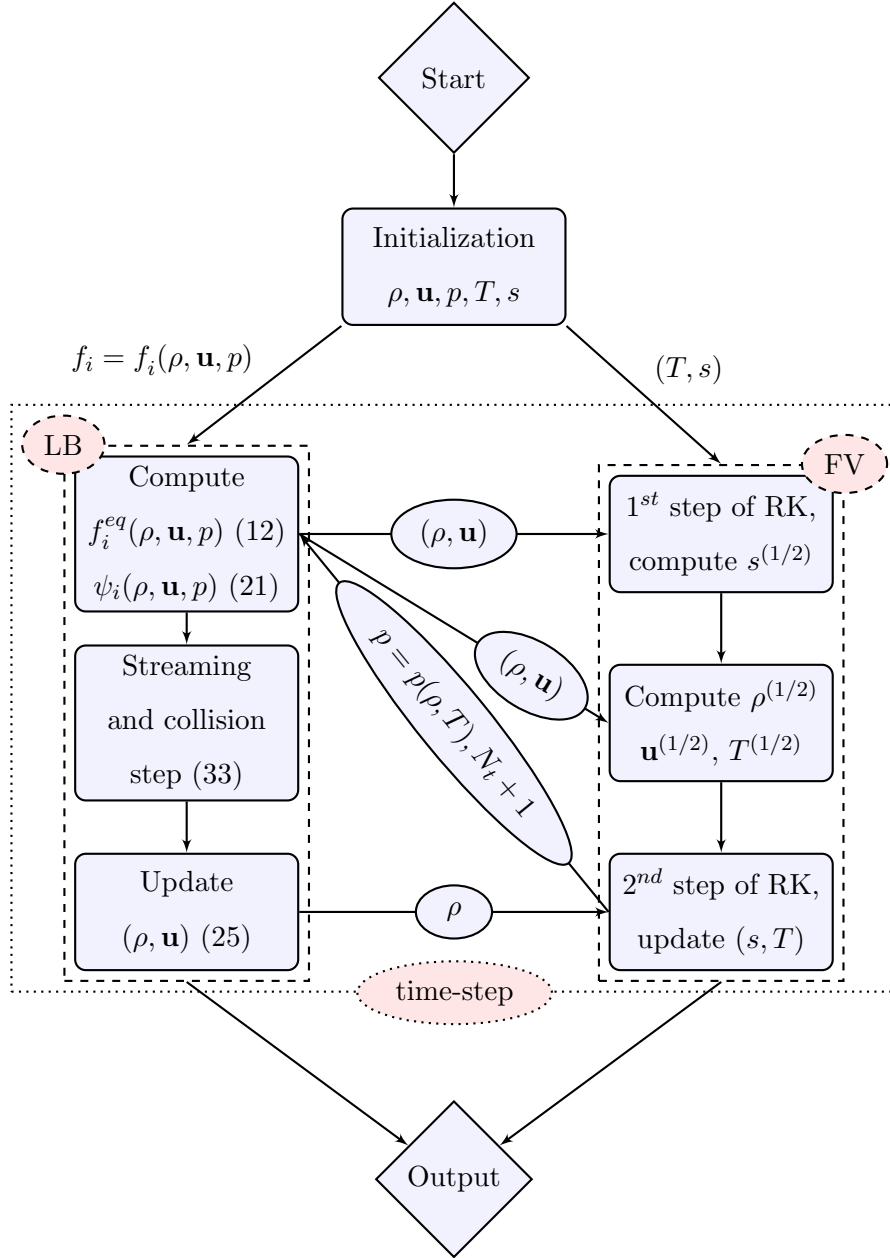 Start
Initialization
ρ, u, p, T, s
f_i = f_i(ρ, u, p)
(T, s)
LB
FV
Compute
f_i^{eq}(ρ, u, p) (12)
ψ_i(ρ, u, p) (21)
(ρ, u)
1^{st} step of RK,
compute s^{(1/2)}
Streaming
and collision
step (33)
(ρ, u)
p = p(ρ, T), N_t + 1
Compute ρ^{(1/2)}
u^{(1/2)}, T^{(1/2)}
Update
(ρ, u) (25)
ρ
2^{nd} step of RK,
update (s, T)
time-step
Output